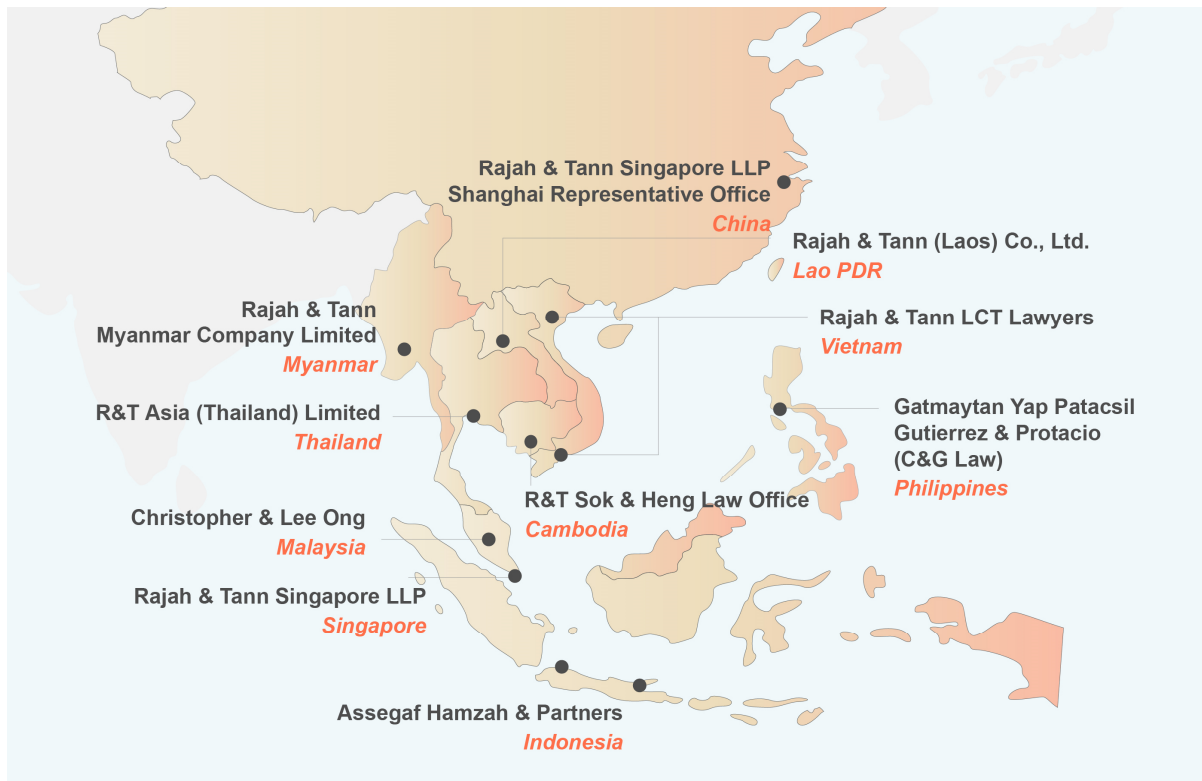 Rajah & Tann Singapore LLP
Shanghai Representative Office
China
Rajah & Tann (Laos) Co., Ltd.
Lao PDR
Rajah & Tann
Myanmar Company Limited
Myanmar
Rajah & Tann LCT Lawyers
Vietnam
R&T Asia (Thailand) Limited
Thailand
Gatmaytan Yap Patacsil
Gutierrez & Protacio
(C&G Law)
Philippines
R&T Sok & Heng Law Office
Cambodia
Christopher & Lee Ong
Malaysia
Rajah & Tann Singapore LLP
Singapore
Assegaf Hamzah & Partners
Indonesia